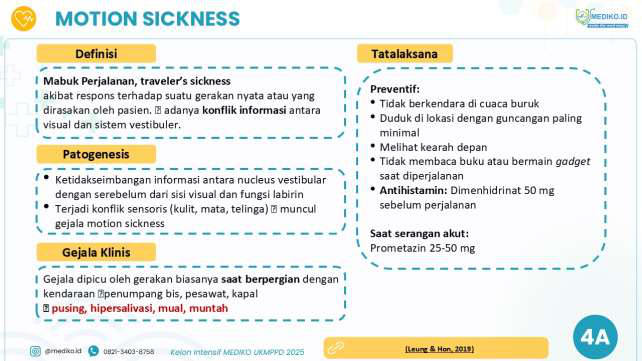 MOTION SICKNESS
MEDIKO.ID
Definisi
Mabuk Perjalanan, traveler's sickness
akibat respons terhadap suatu gerakan nyata atau yang
dirasakan oleh pasien. adanya konflik informasi antara
visual dan sistem vestibuler.
Patogenesis
• Ketidakseimbangan informasi antara nucleus vestibular
dengan serebelum dari sisi visual dan fungsi labirin
• Terjadi konflik sensoris (kulit, mata, telinga) muncul
gejala motion sickness
Gejala Klinis
Gejala dipicu oleh gerakan biasanya saat berpergian dengan
kendaraan penumpang bis, pesawat, kapal
pusing, hipersalivasi, mual, muntah
Tatalaksana
Preventif:
• Tidak berkendara di cuaca buruk
• Duduk di lokasi dengan guncangan paling
minimal
• Melihat kearah depan
• Tidak membaca buku atau bermain gadget
saat diperjalanan
• Antihistamin: Dimenhidrinat 50 mg
sebelum perjalanan
Saat serangan akut:
Prometazin 25-50 mg
@mediko.id
0821-3403-8758
Kelon Intensif MEDIKO UKMPPD 2025
(Leung & Hon, 2019)
4A